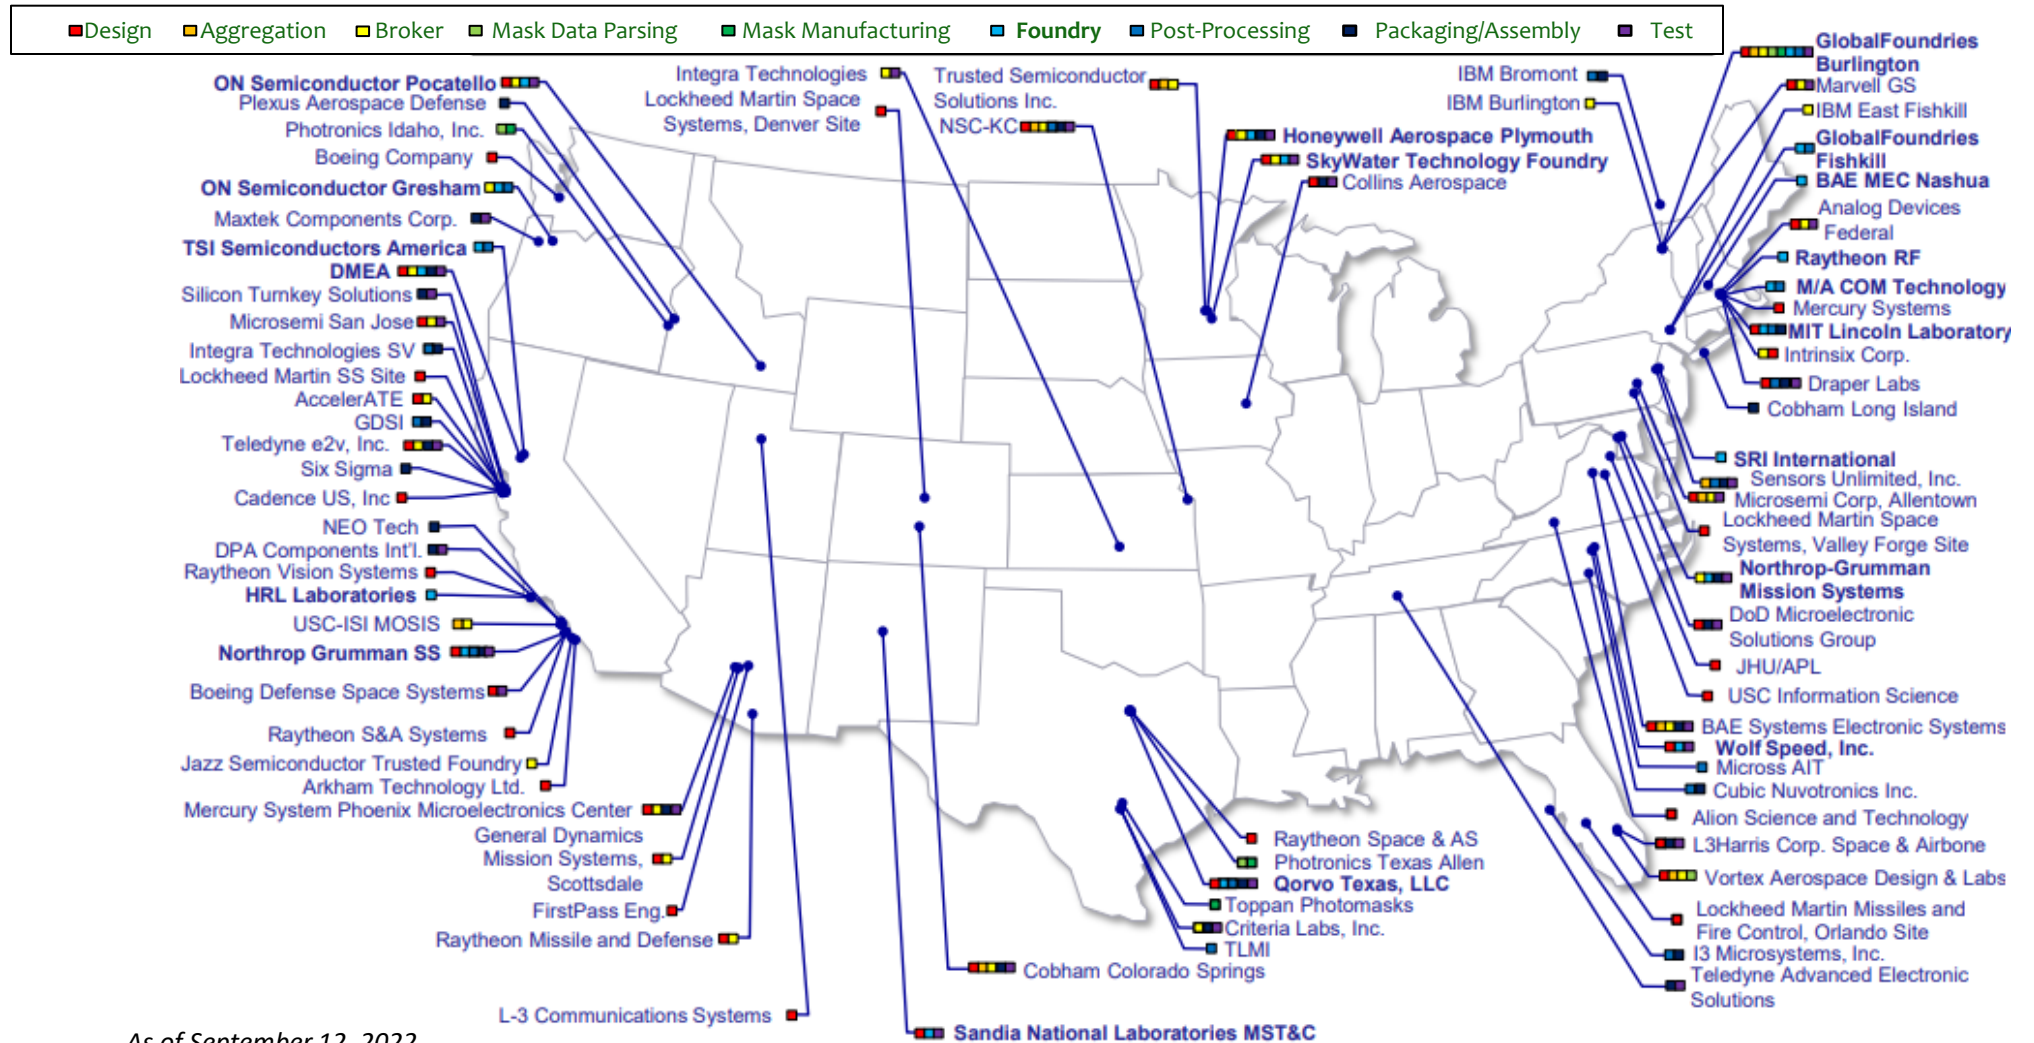 Design Aggregation Broker Mask Data Parsing Mask Manufacturing Foundry Post-Processing Packaging/Assembly Test
ON Semiconductor Pocatello
Plexus Aerospace Defense
Photronics Idaho, Inc.
Boeing Company
ON Semiconductor Gresham
Maxtek Components Corp.
TSI Semiconductors America
DMEA
Silicon Turnkey Solutions
Microsemi San Jose
Integra Technologies SV
Lockheed Martin SS Site
AccelerATE
GDSI
Teledyne e2v, Inc.
Six Sigma
Cadence US, Inc
NEO Tech
DPA Components Int'l.
Raytheon Vision Systems
HRL Laboratories
USC-ISI MOSIS
Northrop Grumman SS
Boeing Defense Space Systems
Raytheon S&A Systems
Jazz Semiconductor Trusted Foundry
Arkham Technology Ltd.
Mercury System Phoenix Microelectronics Center
General Dynamics
Mission Systems,
Scottsdale
FirstPass Eng.
Raytheon Missile and Defense
L-3 Communications Systems
As of September 12, 2022
Integra Technologies
Lockheed Martin Space
Systems, Denver Site
Trusted Semiconductor
Solutions Inc.
NSC-KC
Honeywell Aerospace Plymouth
SkyWater Technology Foundry
Collins Aerospace
IBM Bromont
IBM Burlington
GlobalFoundries
Burlington
Marvell GS
IBM East Fishkill
GlobalFoundries
Fishkill
BAE MEC Nashua
Analog Devices
Federal
Raytheon RF
M/A COM Technology
Mercury Systems
MIT Lincoln Laboratory
Intrinsix Corp.
Draper Labs
Cobham Long Island
SRI International
Sensors Unlimited, Inc.
Microsemi Corp, Allentown
Lockheed Martin Space
Systems, Valley Forge Site
Northrop-Grumman
Mission Systems
DoD Microelectronic
Solutions Group
JHU/APL
USC Information Science
BAE Systems Electronic Systems
Wolf Speed, Inc.
Micross AIT
Cubic Nuvotronics Inc.
Alion Science and Technology
L3Harris Corp. Space & Airbone
Vortex Aerospace Design & Labs
Lockheed Martin Missiles and
Fire Control, Orlando Site
I3 Microsystems, Inc.
Teledyne Advanced Electronic
Solutions
Raytheon Space & AS
Photronics Texas Allen
Qorvo Texas, LLC
Toppan Photomasks
Criteria Labs, Inc.
TLMI
Cobham Colorado Springs
Sandia National Laboratories MST&C